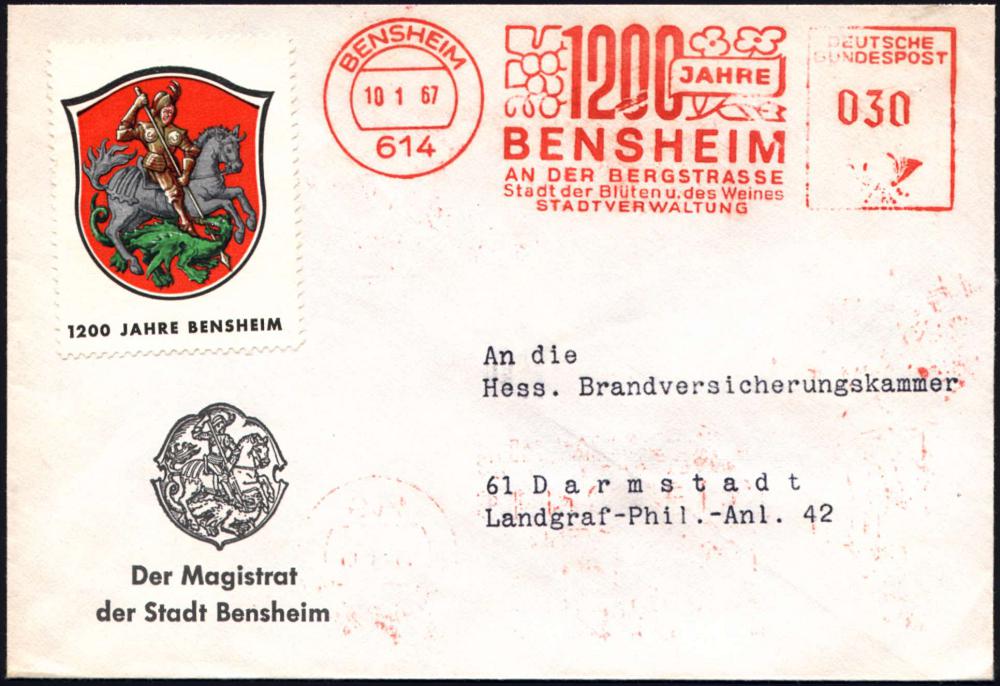 BENSHEIM
10 1 67
614
1200
JAHRE
BENSHEIM
AN DER BERGSTRASSE
Stadt der Blüten u. des Weines
STADTVERWALTUNG
DEUTSCHE
BUNDESPOST
030
1200 JAHRE BENSHEIM
An die
Hess. Brandversicherungskammer
61 Darmstadt
Landgraf-Phil.-Anl. 42
Der Magistrat
der Stadt Bensheim